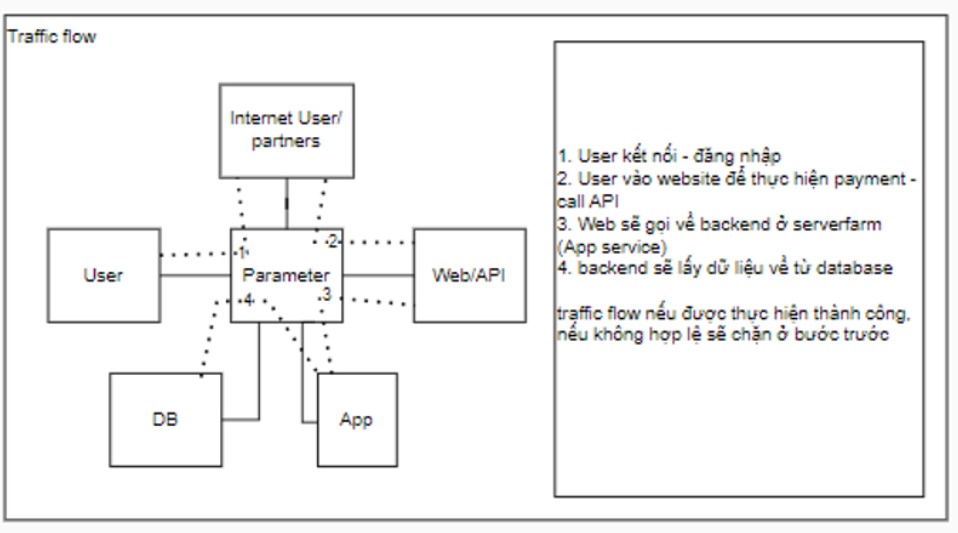 Traffic flow
Internet User/
partners
User
1
2
Parameter
3
4
Web/API
DB
App
1. User kết nối - đăng nhập
2. User vào website để thực hiện payment -
call API
3. Web sẽ gọi về backend ở serverfarm
(App service)
4. backend sẽ lấy dữ liệu về từ database
traffic flow nếu được thực hiện thành công,
nếu không hợp lệ sẽ chặn ở bước trước